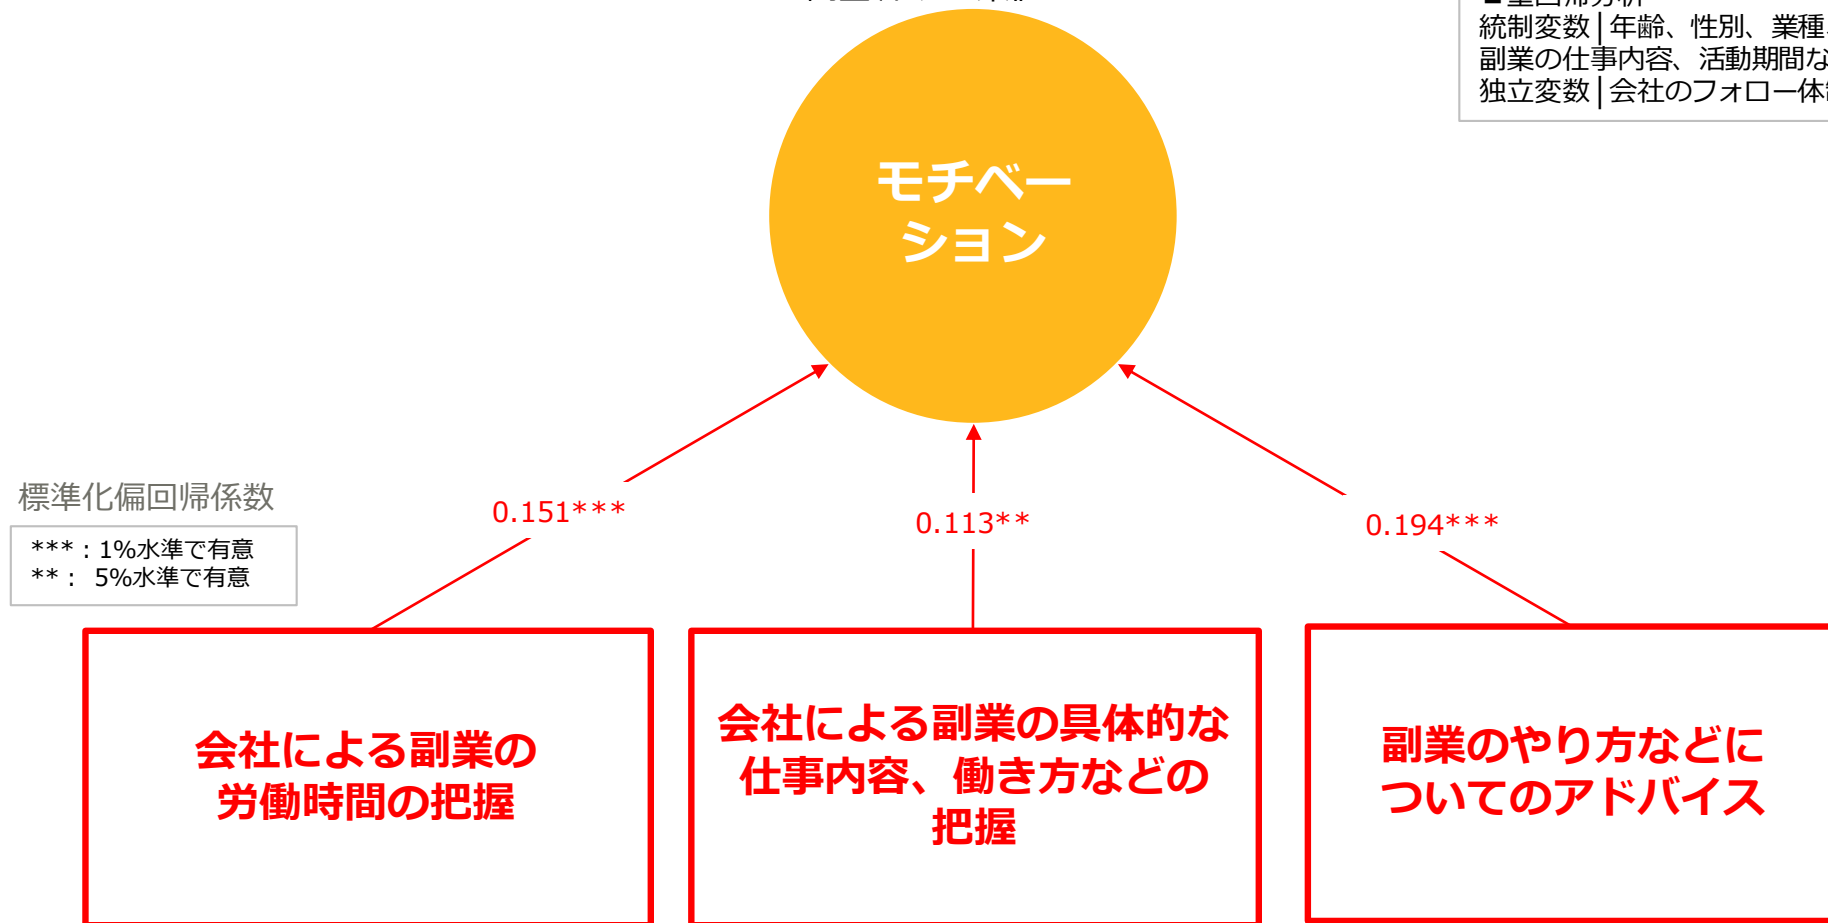 統制変数│年齢、性別、業種
副業の仕事内容、活動期間な
独立変数│会社のフォロー体
モチベー
ション
標準化偏回帰係数
***：1%水準で有意
**： 5%水準で有意
0.151***
0.113**
0.194***
会社による副業の
労働時間の把握
会社による副業の具体的な
仕事内容、働き方などの
把握
副業のやり方などに
ついてのアドバイス